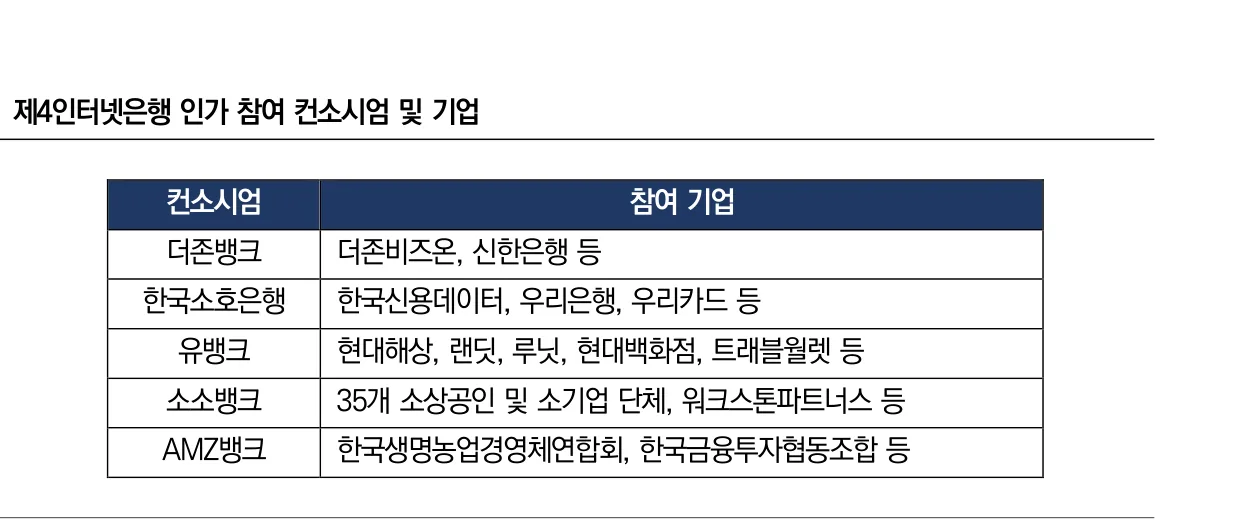 제4인터넷은행 인가 참여 컨소시엄 및 기업
컨소시엄 참여 기업
더존뱅크 더존비즈온, 신한은행 등
한국소호은행 한국신용데이터, 우리은행, 우리카드 등
유뱅크 현대해상, 랜딧, 루닛, 현대백화점, 트래블월렛 등
소소뱅크 35개 소상공인 및 소기업 단체, 워크스톤파트너스 등
AMZ뱅크 한국생명농업경영체연합회, 한국금융투자협동조합 등